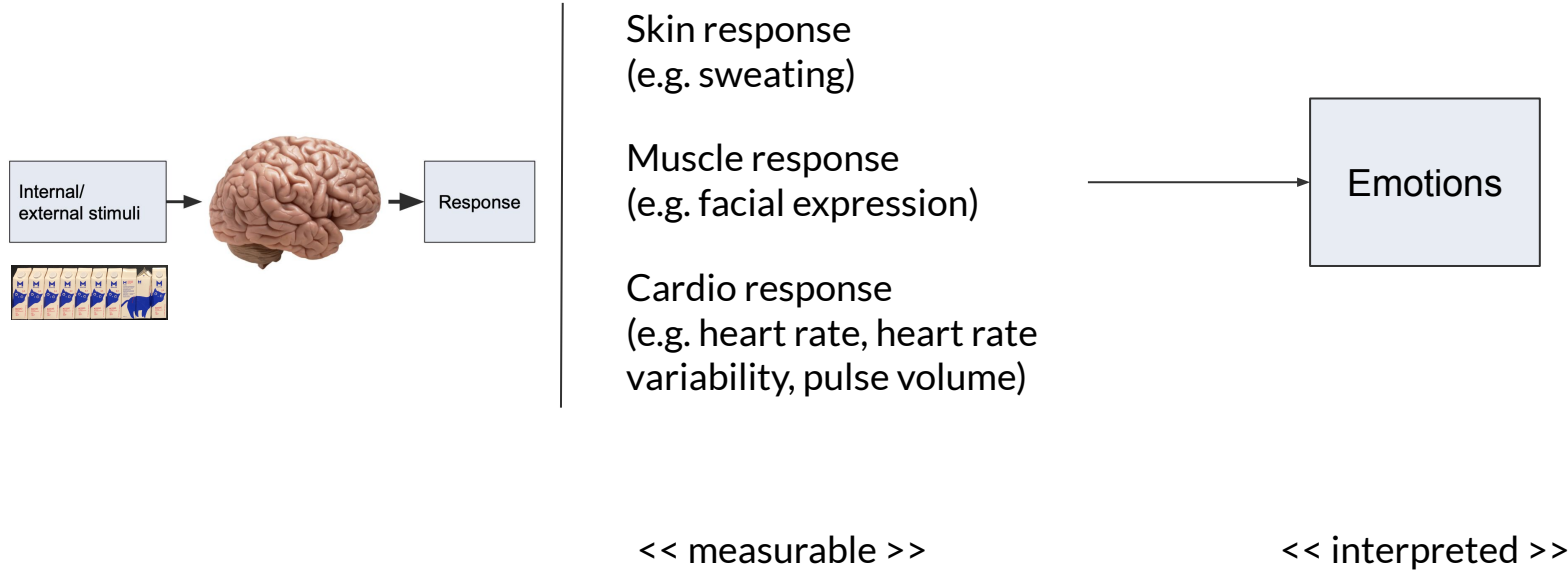 Internal/
external stimuli
Response
Skin response
(e.g. sweating)
Muscle response
(e.g. facial expression)
Cardio response
(e.g. heart rate, heart rate
variability, pulse volume)
Emotions
<< measurable >>
<< interpreted >>